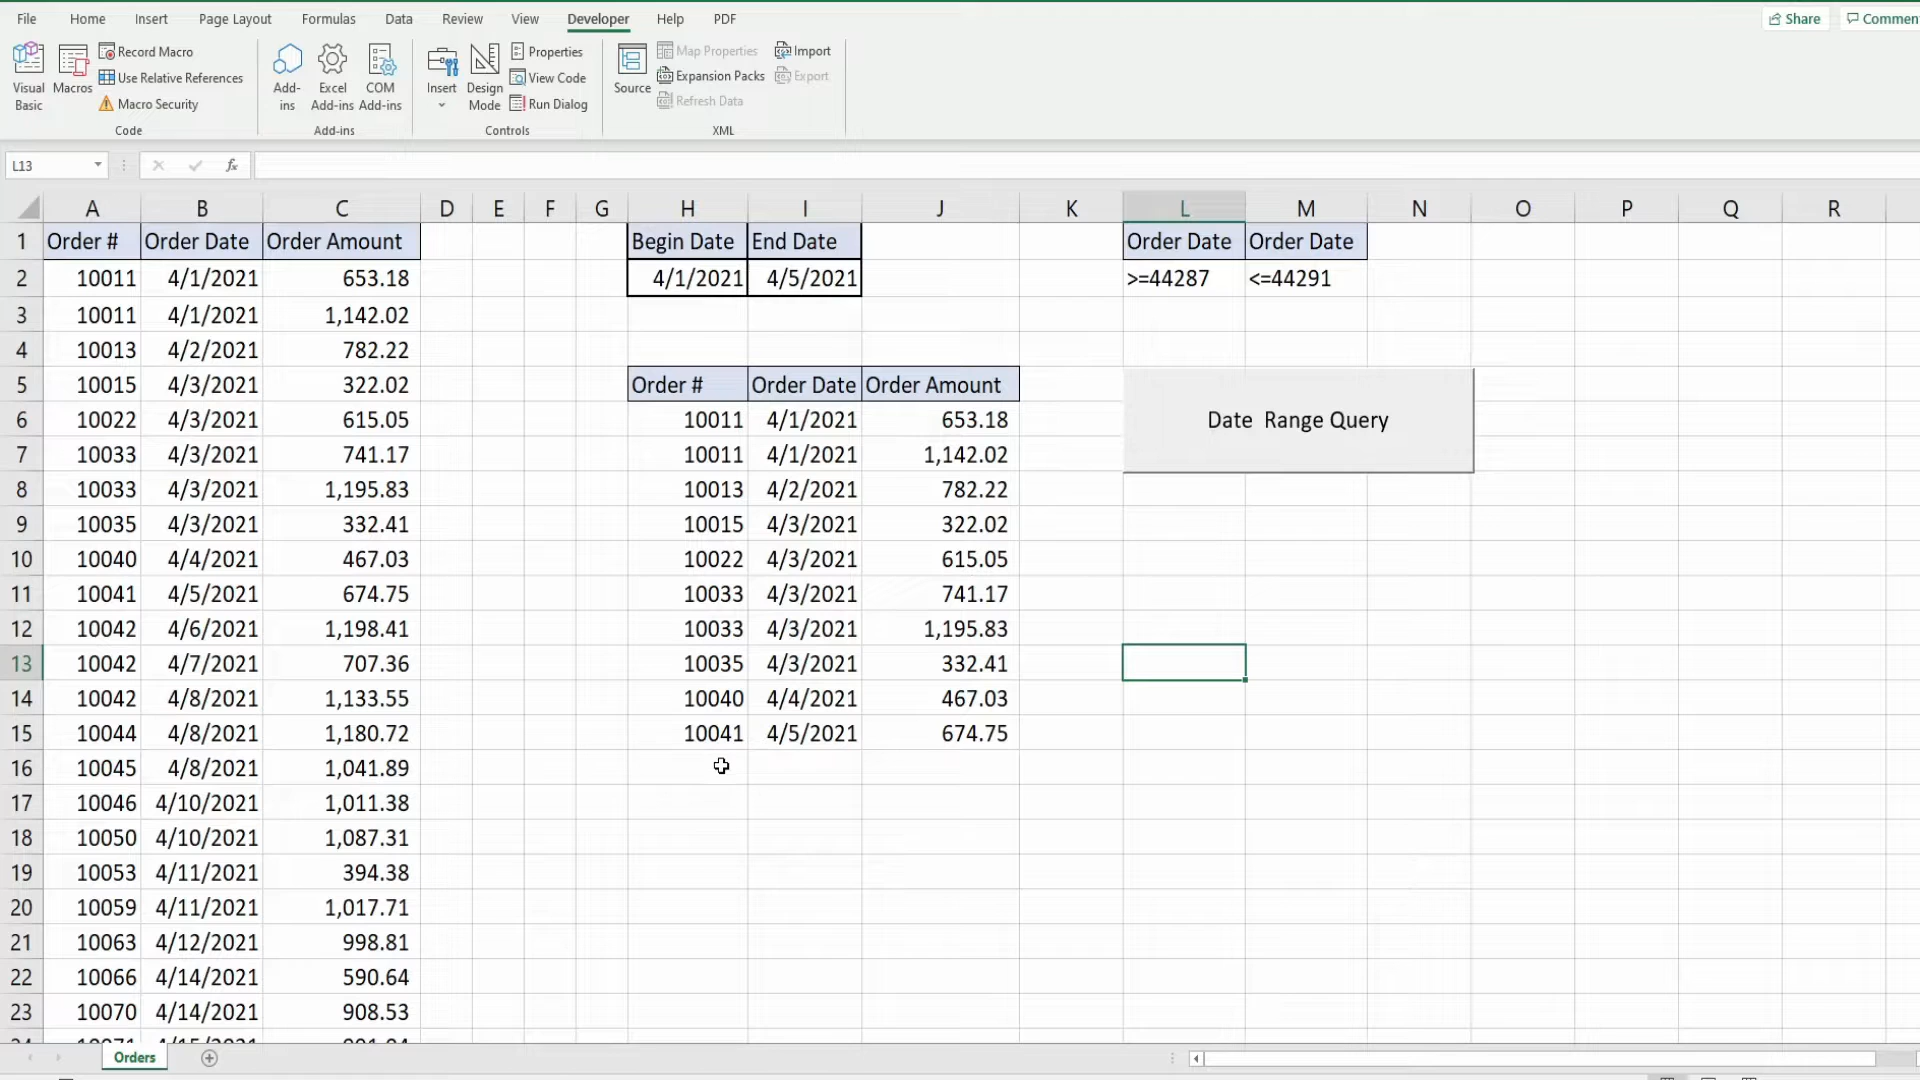 File Home Insert Page Layout Formulas Data Review View Developer Help PDF Share Commen
Visual Basic Macros Record Macro Use Relative References Macro Security Code
Add-ins Excel Add-ins COM Add-ins Add-ins
Insert Design Mode Properties View Code Run Dialog Controls
Source Map Properties Expansion Packs Refresh Data Import Export XML
L13 fx
A B C D E F G H I J K L M N O P Q R
1 Order # Order Date Order Amount Begin Date End Date Order Date Order Date
2 10011 4/1/2021 653.18 4/1/2021 4/5/2021 >=44287 <=44291
3 10011 4/1/2021 1,142.02
4 10013 4/2/2021 782.22
5 10015 4/3/2021 322.02 Order # Order Date Order Amount
6 10022 4/3/2021 615.05 10011 4/1/2021 653.18 Date Range Query
7 10033 4/3/2021 741.17 10011 4/1/2021 1,142.02
8 10033 4/3/2021 1,195.83 10013 4/2/2021 782.22
9 10035 4/3/2021 332.41 10015 4/3/2021 322.02
10 10040 4/4/2021 467.03 10022 4/3/2021 615.05
11 10041 4/5/2021 674.75 10033 4/3/2021 741.17
12 10042 4/6/2021 1,198.41 10033 4/3/2021 1,195.83
13 10042 4/7/2021 707.36 10035 4/3/2021 332.41
14 10042 4/8/2021 1,133.55 10040 4/4/2021 467.03
15 10044 4/8/2021 1,180.72 10041 4/5/2021 674.75
16 10045 4/8/2021 1,041.89
17 10046 4/10/2021 1,011.38
18 10050 4/10/2021 1,087.31
19 10053 4/11/2021 394.38
20 10059 4/11/2021 1,017.71
21 10063 4/12/2021 998.81
22 10066 4/14/2021 590.64
23 10070 4/14/2021 908.53
Orders